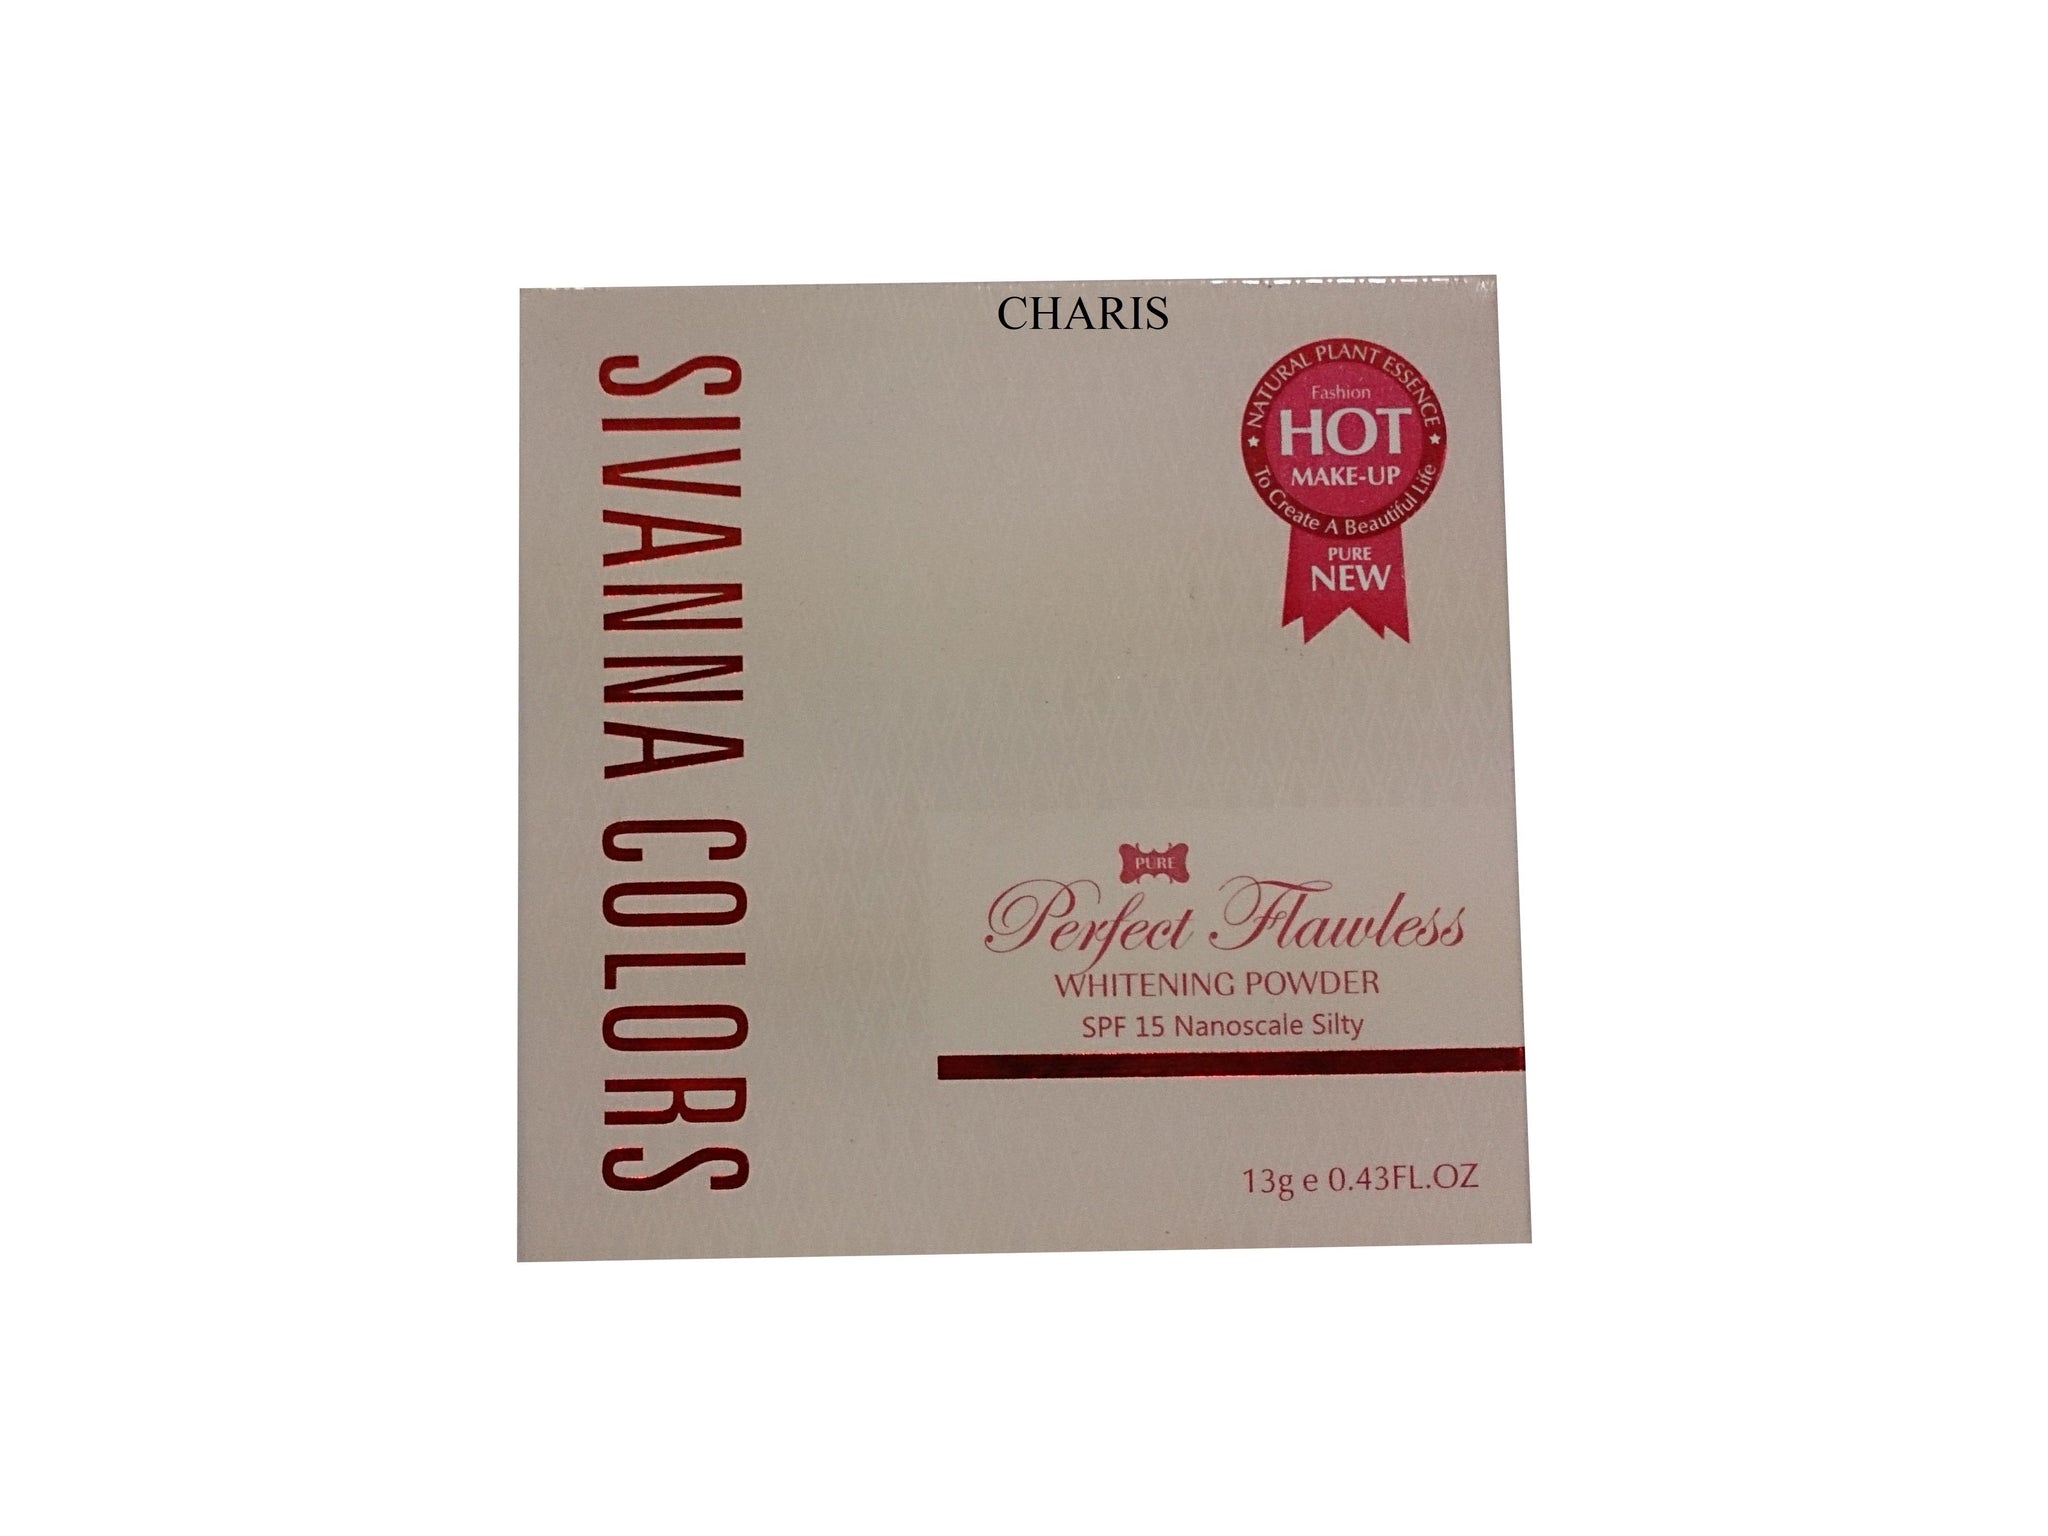 CHARIS
SIVANNA COLORS
NATURAL PLANT ESSENCE
Fashion
HOT
MAKE-UP
To Create A Beautiful Life
PURE
NEW
PURE
Perfect Flawless
WHITENING POWDER
SPF 15 Nanoscale Silty
13g e 0.43FL.OZ